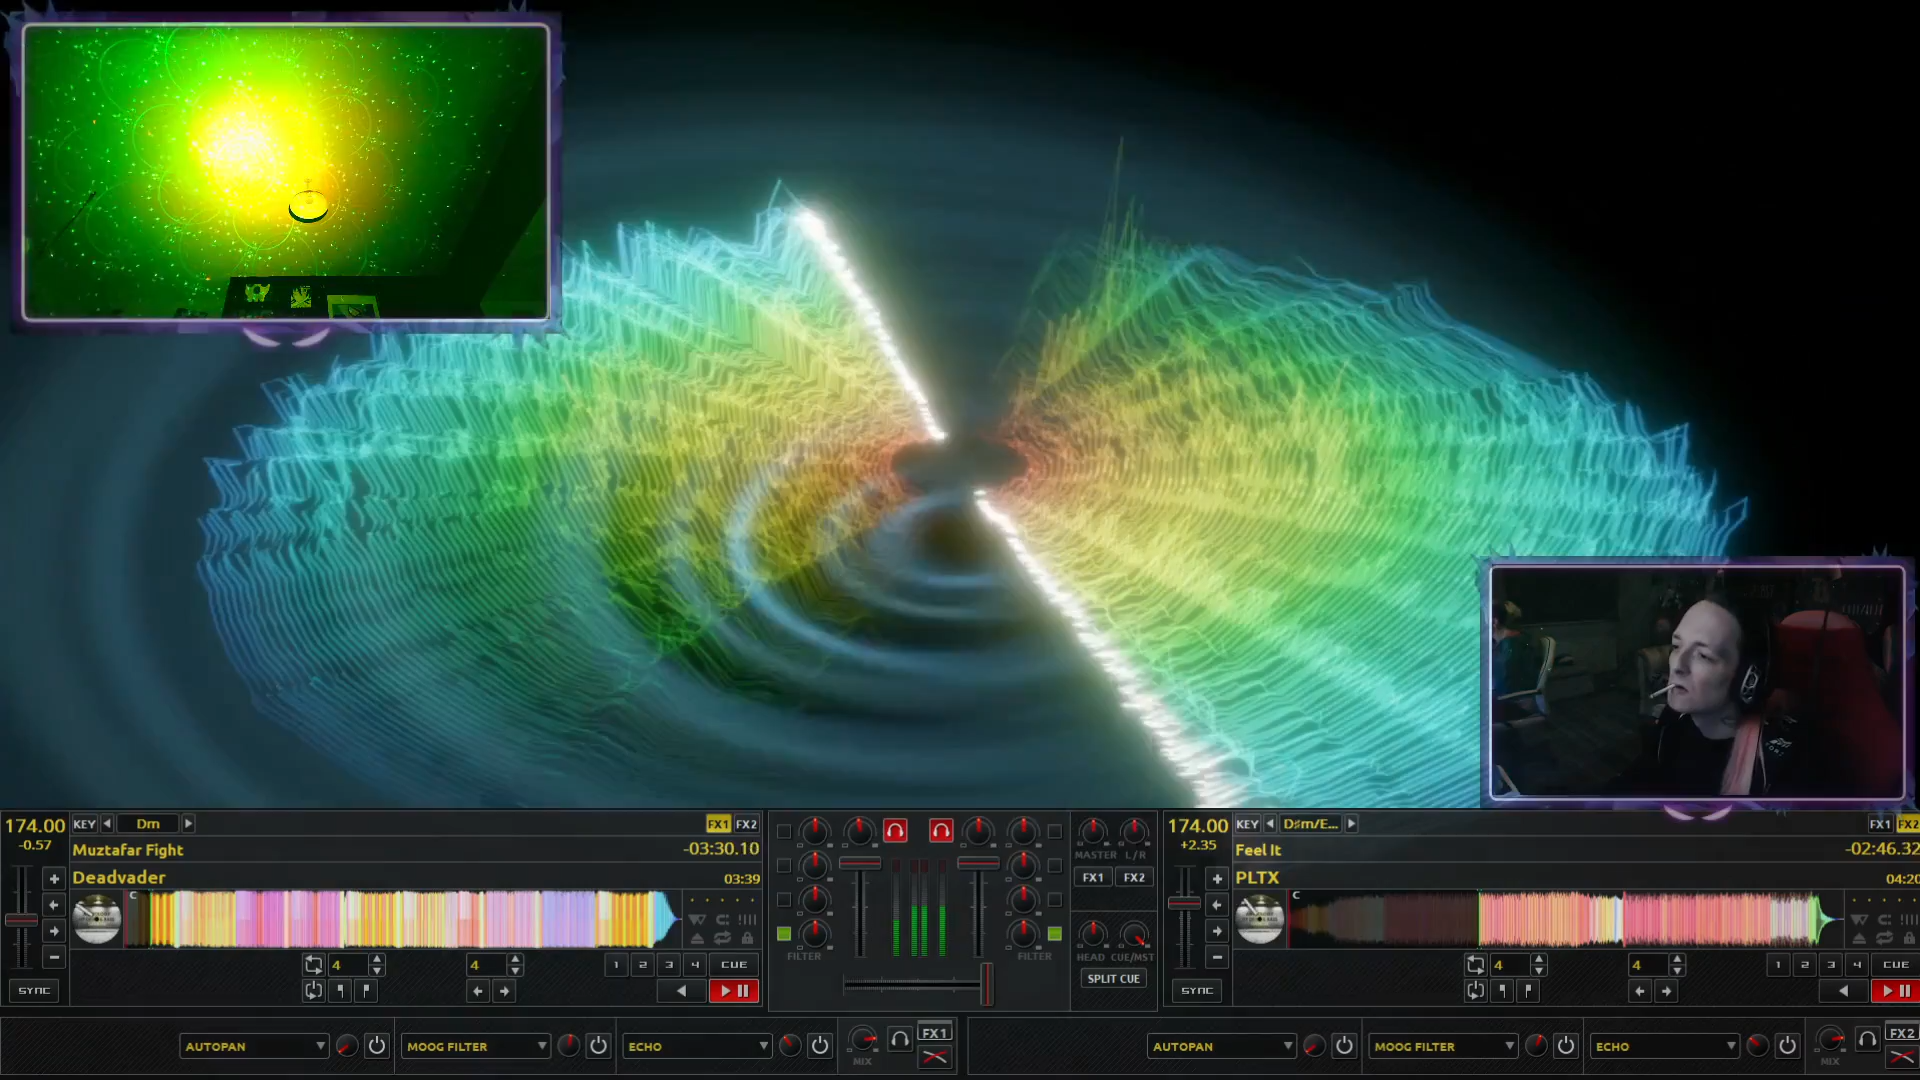 174.00 KEY Dm FX1 FX2
-0.57
Muztafar Fight -03:30.10
Deadvader 03:39
C
4 4 1 2 3 4 CUE
SYNC
FILTER FILTER
MASTER L/R
FX1 FX2
HEAD CUE/MST
SPLIT CUE
174.00 KEY D♯m/E... FX1 FX2
+2.35
Feel It -02:46.32
PLTX 04:20
C
4 4 1 2 3 4 CUE
SYNC
AUTOPAN MOOG FILTER ECHO MIX FX1
AUTOPAN MOOG FILTER ECHO MIX FX2